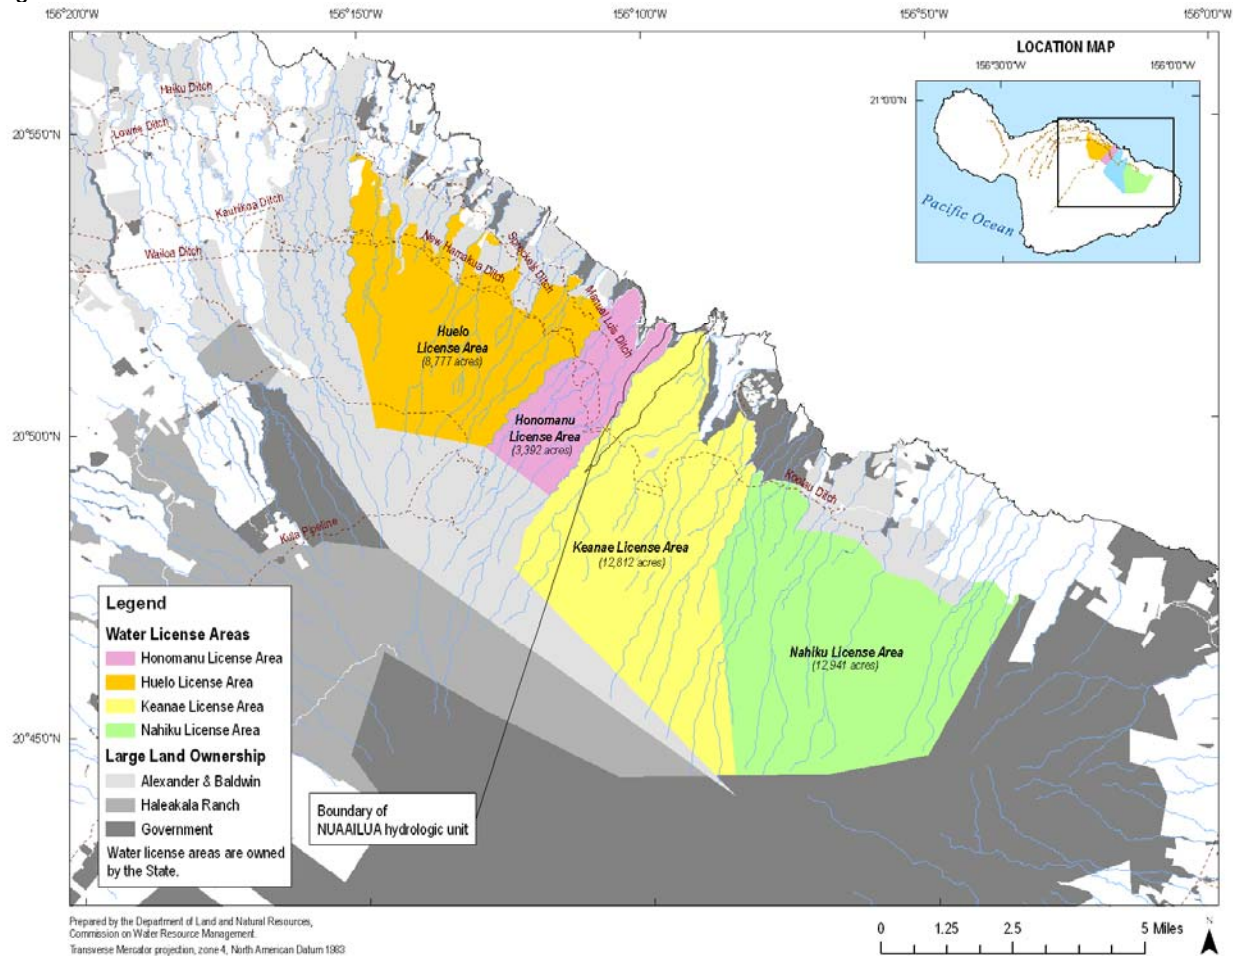 156°20'0"W 156°15'0"W 156°10'0"W 156°50'0"W 156°0'0"W
LOCATION MAP
156°30'0"W 156°0'0"W
21°0'0"N
Pacific Ocean
20°55'0"N
20°50'0"N
20°45'0"N
Haiku Ditch
Lowrie Ditch
Kauhikoa Ditch
Wailoa Ditch
New Hamakua Ditch
Spreckels Ditch
Manuel Luis Ditch
Huelo
License Area
(8,777 acres)
Honomanu
License Area
(3,392 acres)
Koolau Ditch
Kula Pipeline
Keanae License Area
(12,812 acres)
Nahiku License Area
(12,941 acres)
Legend
Water License Areas
Honomanu License Area
Huelo License Area
Keanae License Area
Nahiku License Area
Large Land Ownership
Alexander & Baldwin
Haleakala Ranch
Government
Water license areas are owned
by the State.
Boundary of
NUAAILUA hydrologic unit
Prepared by the Department of Land and Natural Resources,
Commission on Water Resource Management.
Transverse Mercator projection, zone 4, North American Datum 1983
0 1.25 2.5 5 Miles
N